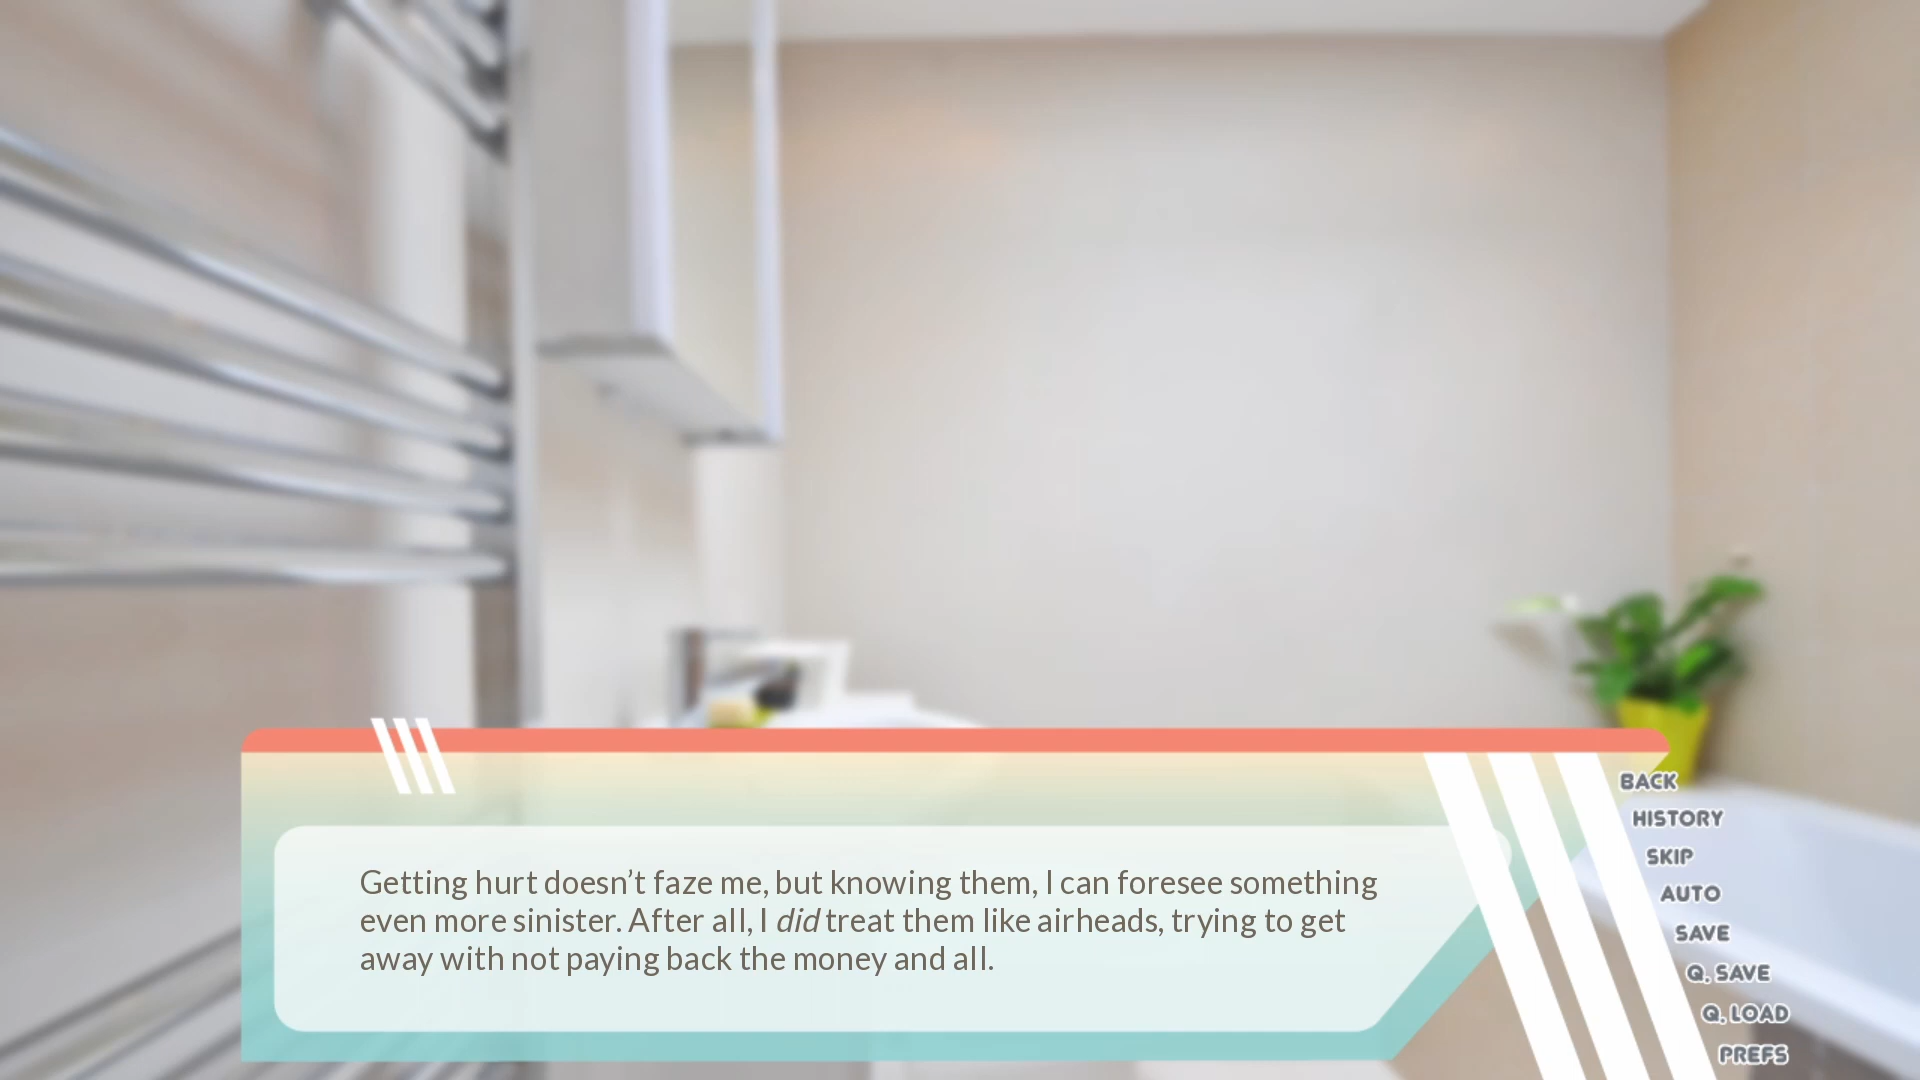 Getting hurt doesn’t faze me, but knowing them, I can foresee something
even more sinister. After all, I did treat them like airheads, trying to get
away with not paying back the money and all.
BACK
HISTORY
SKIP
AUTO
SAVE
Q. SAVE
Q. LOAD
PREFS